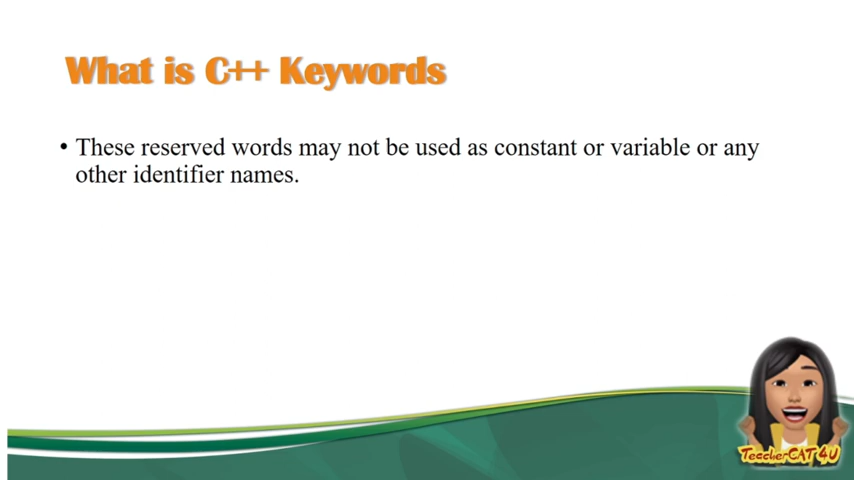 What is C++ Keywords
• These reserved words may not be used as constant or variable or any
other identifier names.
TeacherCAT 4U